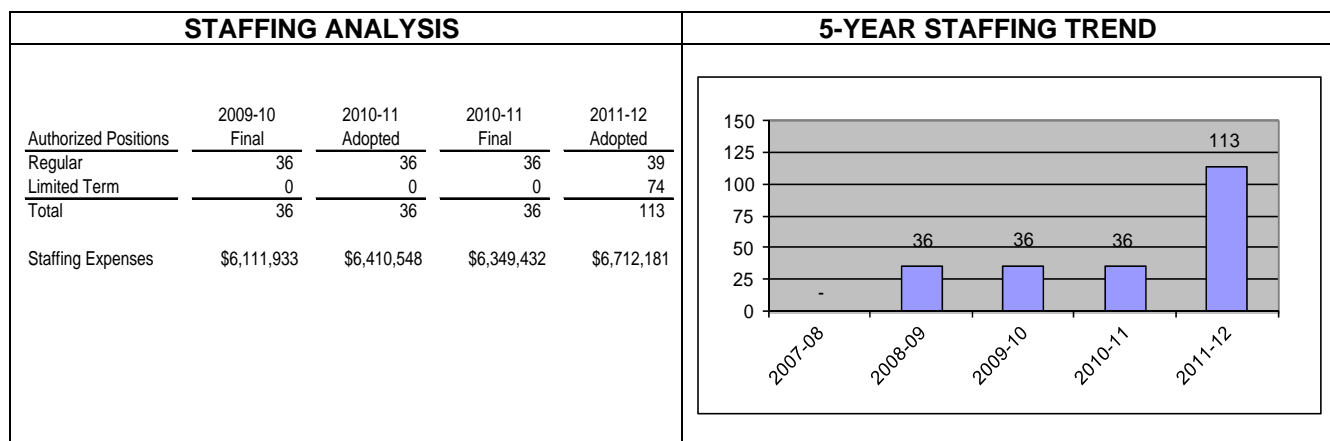 STAFFING ANALYSIS
5-YEAR STAFFING TREND
2009-10 2010-11 2010-11 2011-12
Authorized Positions Final Adopted Final Adopted
Regular 36 36 36 39
Limited Term 0 0 0 74
Total 36 36 36 113
Staffing Expenses $6,111,933 $6,410,548 $6,349,432 $6,712,181
150
125
100
75
50
25
0
- 36 36 36 113
2007-08 2008-09 2009-10 2010-11 2011-12